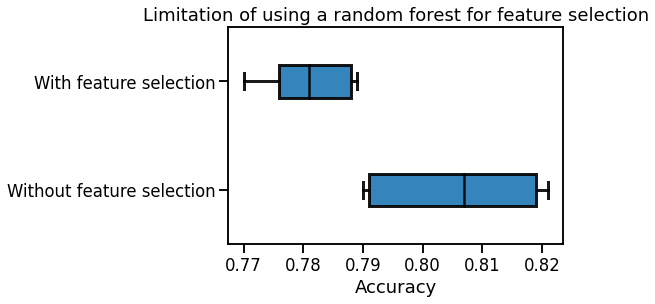 Limitation of using a random forest for feature selection
With feature selection
Without feature selection
0.77 0.78 0.79 0.80 0.81 0.82
Accuracy